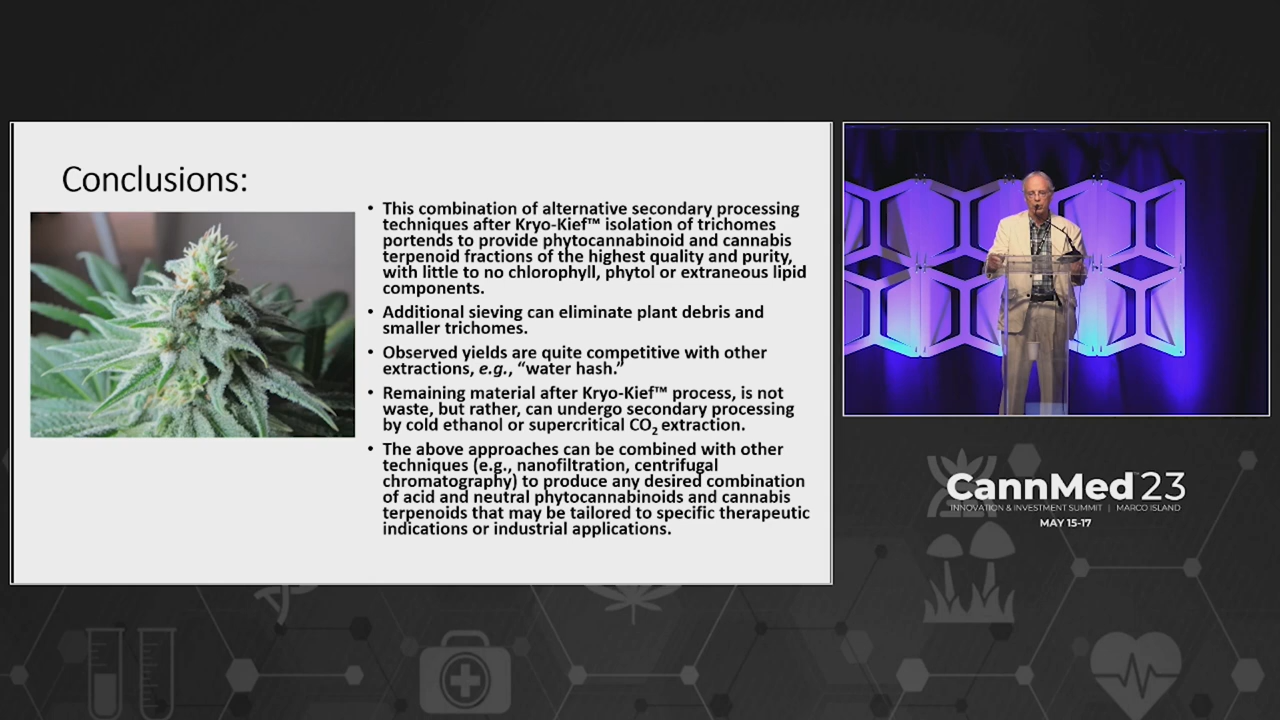 Conclusions:
• This combination of alternative secondary processing
techniques after Kryo-Kief™ isolation of trichomes
portends to provide phytocannabinoid and cannabis
terpenoid fractions of the highest quality and purity,
with little to no chlorophyll, phytol or extraneous lipid
components.
• Additional sieving can eliminate plant debris and
smaller trichomes.
• Observed yields are quite competitive with other
extractions, e.g., “water hash.”
• Remaining material after Kryo-Kief™ process, is not
waste, but rather, can undergo secondary processing
by cold ethanol or supercritical CO₂ extraction.
• The above approaches can be combined with other
techniques (e.g., nanofiltration, centrifugal
chromatography) to produce any desired combination
of acid and neutral phytocannabinoids and cannabis
terpenoids that may be tailored to specific therapeutic
indications or industrial applications.
CannMed™23
INNOVATION & INVESTMENT SUMMIT | MARCO ISLAND
MAY 15-17